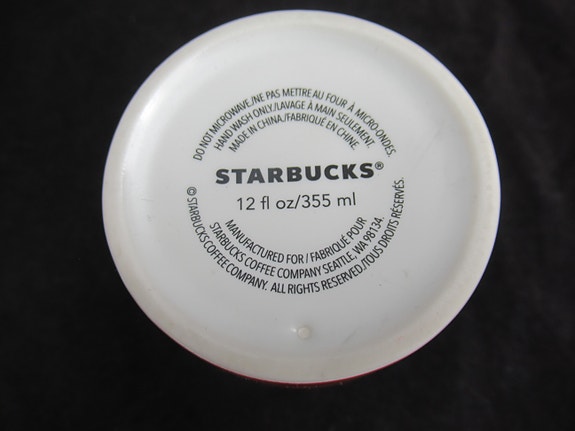 DO NOT MICROWAVE./NE PAS METTRE AU FOUR À MICRO-ONDES.
HAND WASH ONLY./LAVAGE À MAIN SEULEMENT.
MADE IN CHINA./FABRIQUÉ EN CHINE.
STARBUCKS®
12 fl oz/355 ml
MANUFACTURED FOR / FABRIQUÉ POUR
STARBUCKS COFFEE COMPANY SEATTLE, WA 98134.
© STARBUCKS COFFEE COMPANY. ALL RIGHTS RESERVED./TOUS DROITS RÉSERVÉS.